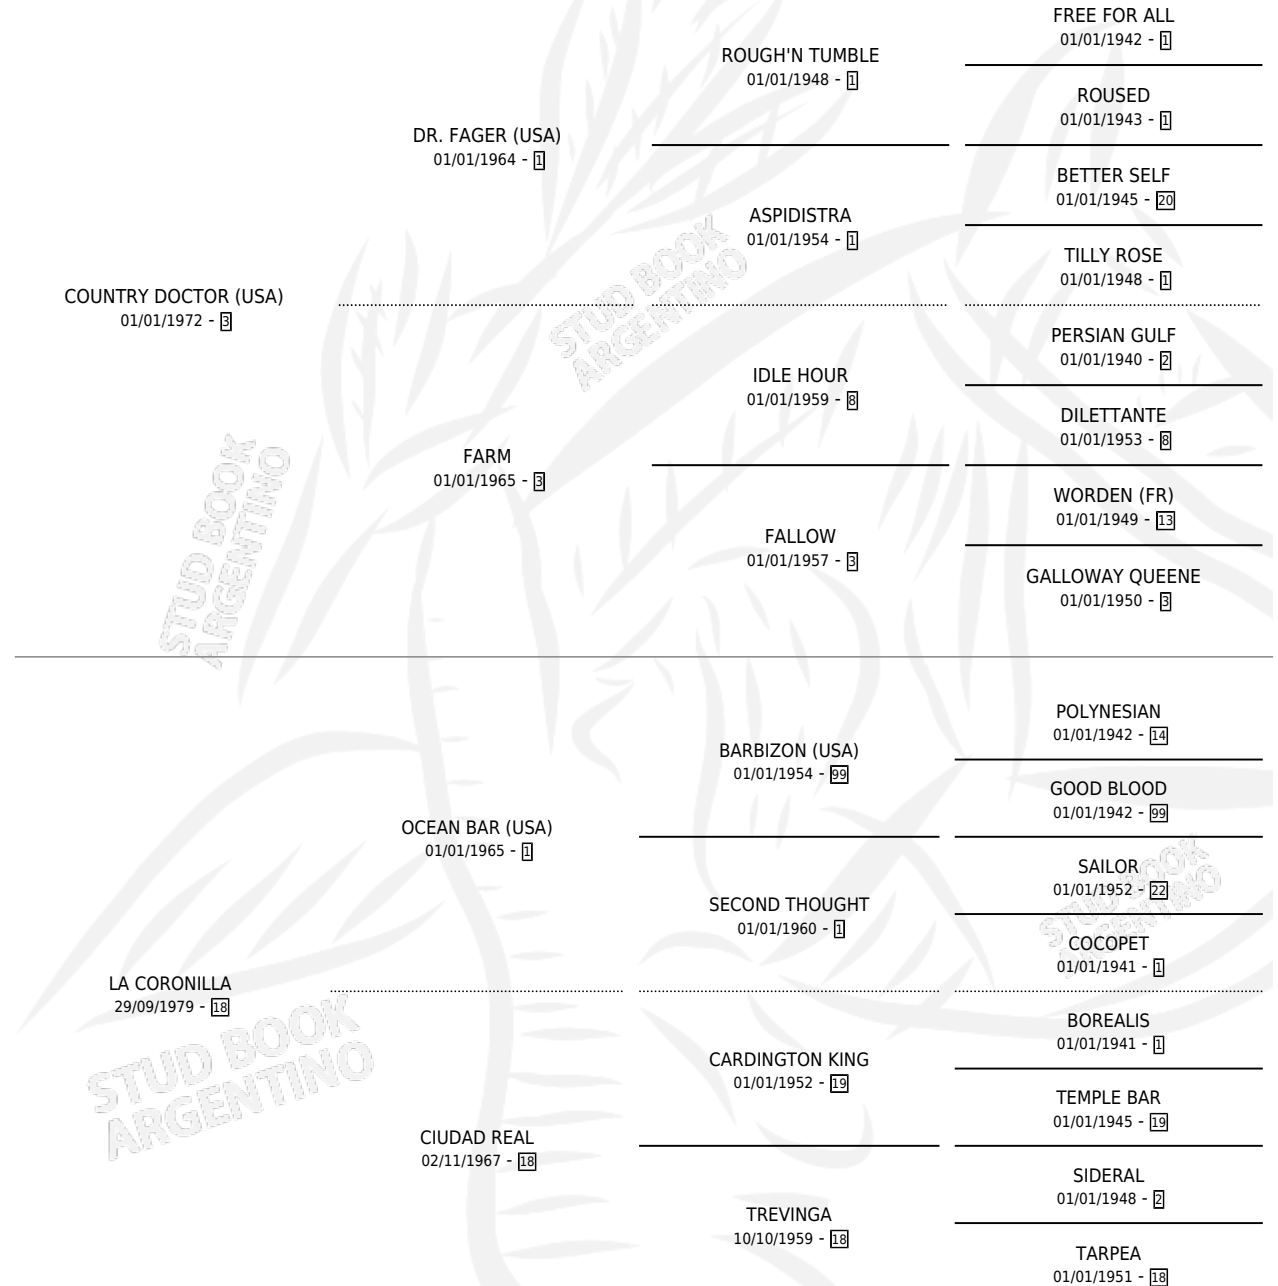 FREE FOR ALL
01/01/1942 - 1
ROUGH'N TUMBLE
01/01/1948 - 1
ROUSED
01/01/1943 - 1
DR. FAGER (USA)
01/01/1964 - 1
BETTER SELF
01/01/1945 - 20
ASPIDISTRA
01/01/1954 - 1
TILLY ROSE
01/01/1948 - 1
COUNTRY DOCTOR (USA)
01/01/1972 - 3
PERSIAN GULF
01/01/1940 - 2
IDLE HOUR
01/01/1959 - 8
DILETTANTE
01/01/1953 - 8
FARM
01/01/1965 - 3
WORDEN (FR)
01/01/1949 - 13
FALLOW
01/01/1957 - 3
GALLOWAY QUEENE
01/01/1950 - 3
POLYNESIAN
01/01/1942 - 14
BARBIZON (USA)
01/01/1954 - 99
GOOD BLOOD
01/01/1942 - 99
OCEAN BAR (USA)
01/01/1965 - 1
SAILOR
01/01/1952 - 22
SECOND THOUGHT
01/01/1960 - 1
COCOPET
01/01/1941 - 1
LA CORONILLA
29/09/1979 - 18
BOREALIS
01/01/1941 - 1
CARDINGTON KING
01/01/1952 - 19
TEMPLE BAR
01/01/1945 - 19
CIUDAD REAL
02/11/1967 - 18
SIDERAL
01/01/1948 - 2
TREVINGA
10/10/1959 - 18
TARPEA
01/01/1951 - 18
STUD BOOK
ARGENTINO
STUD BOOK
ARGENTINO
STUD BOOK
ARGENTINO
STUD BOOK
ARGENTINO